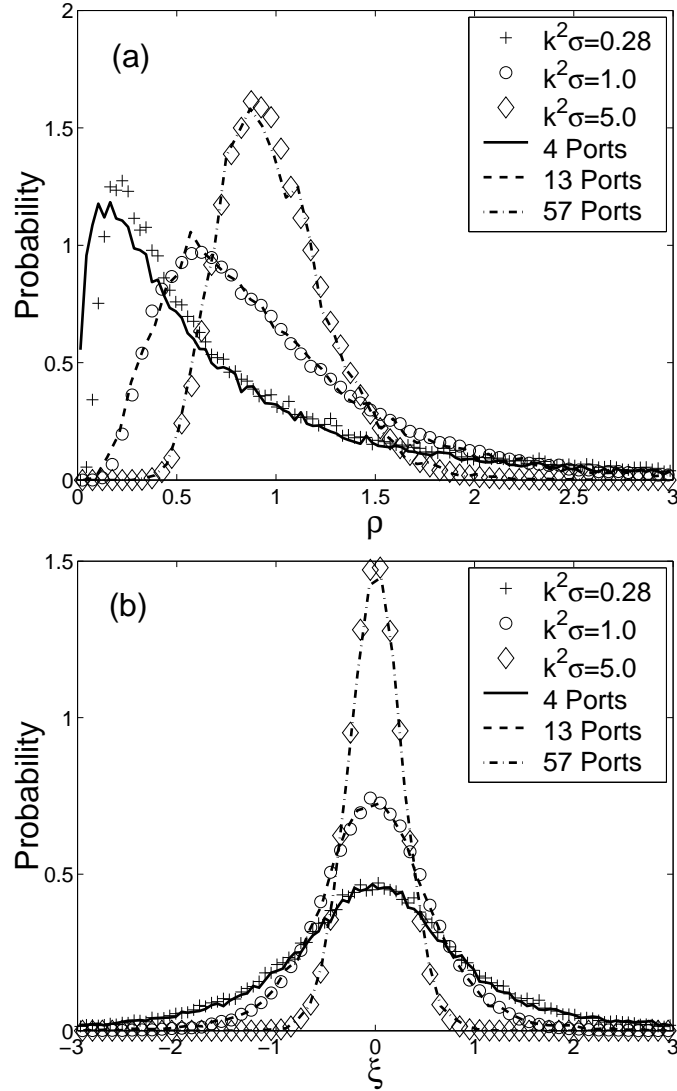 2
(a)
k²σ=0.28
k²σ=1.0
k²σ=5.0
4 Ports
13 Ports
57 Ports
1.5
1
0.5
0
Probability
0 0.5 1 1.5 2 2.5 3
ρ
1.5
(b)
k²σ=0.28
k²σ=1.0
k²σ=5.0
4 Ports
13 Ports
57 Ports
1
0.5
0
Probability
−3 −2 −1 0 1 2 3
ξ